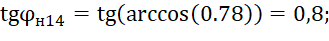 tgφн14 = tg(arccos(0.78)) = 0,8;